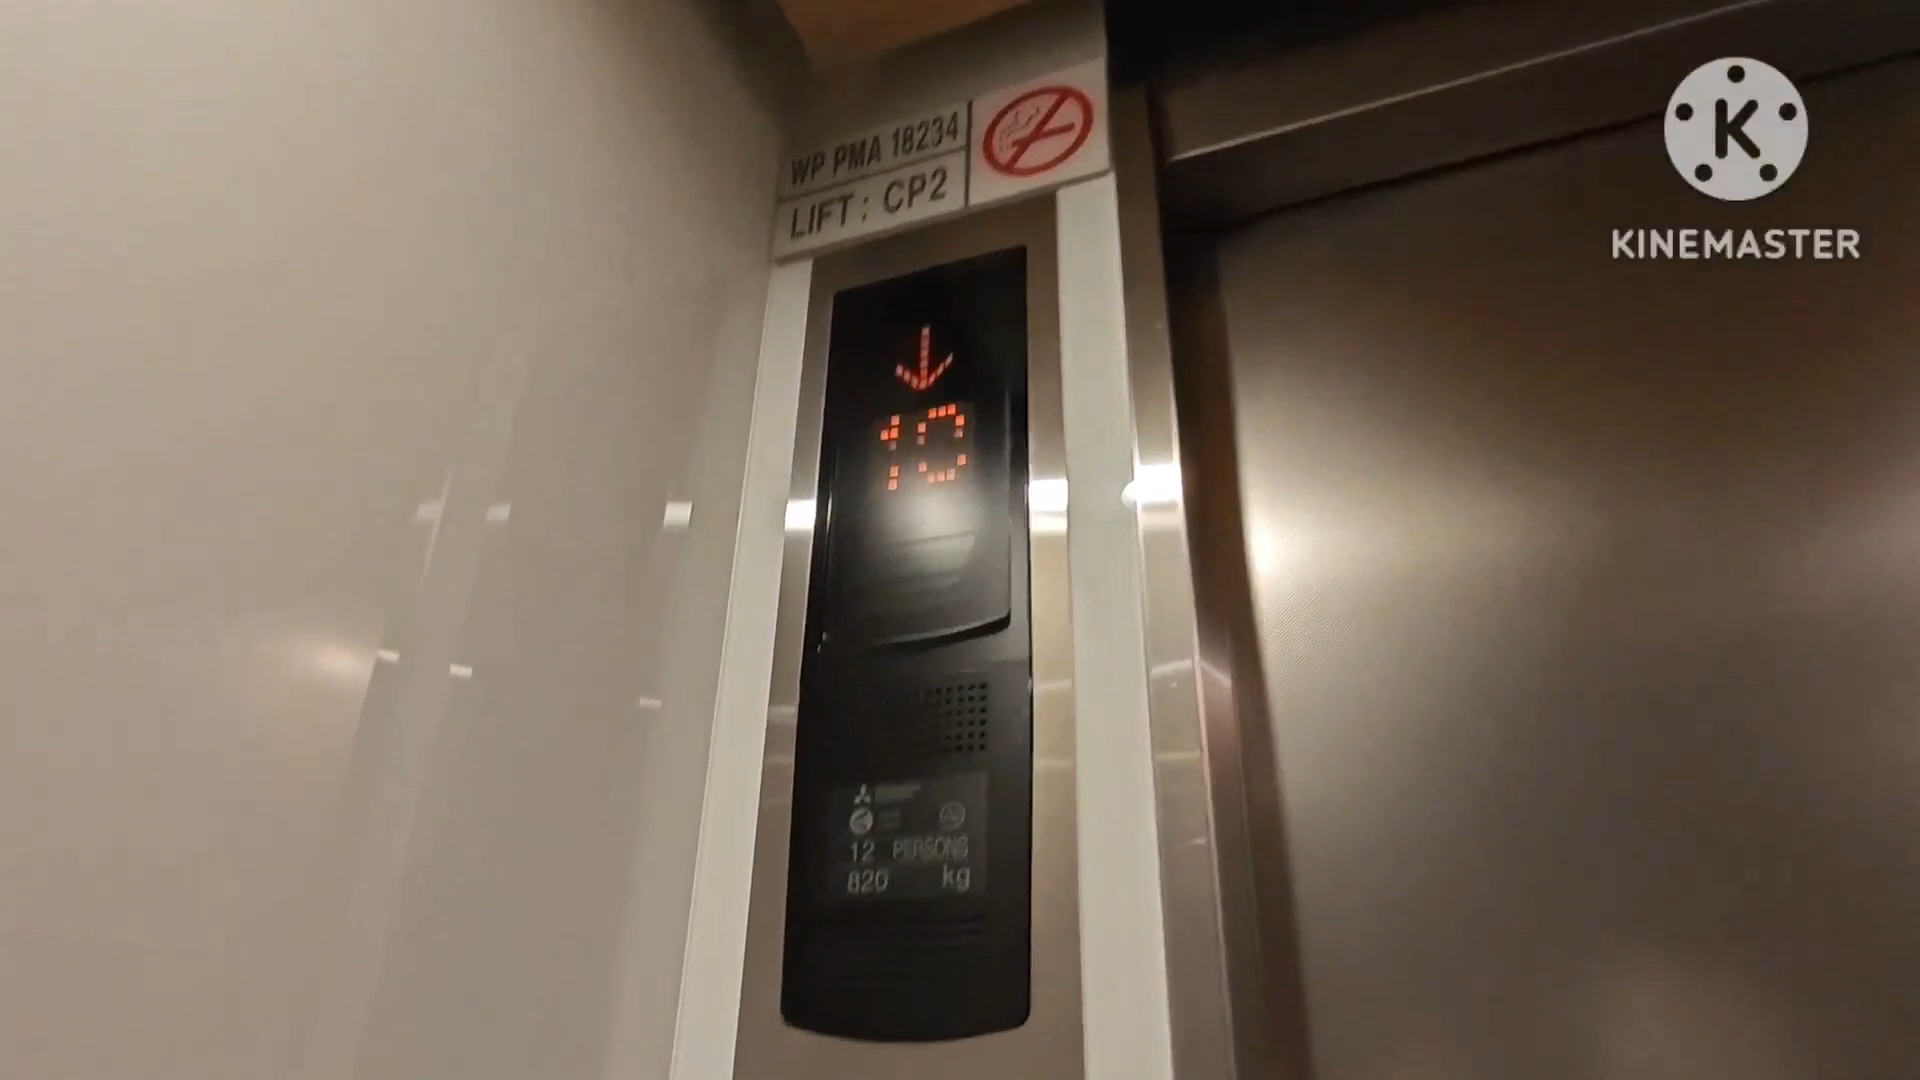 WP PMA 18234
LIFT : CP2
10
12 PERSONS
820 kg
K
KINEMASTER